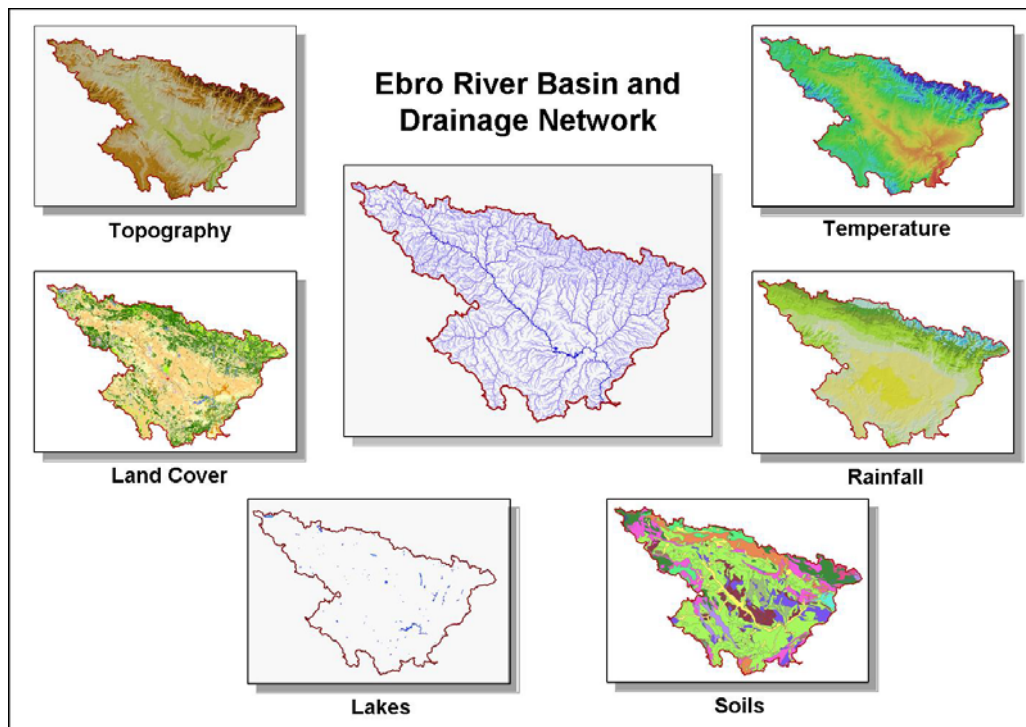 Ebro River Basin and
Drainage Network
Topography
Temperature
Land Cover
Rainfall
Lakes
Soils